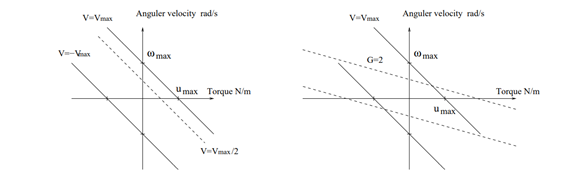 Anguler velocity rad/s
V=Vmax
V=-Vmax
ωmax
umax
Torque N/m
V=Vmax/2
V=Vmax
Anguler velocity rad/s
G=2
ωmax
Torque N/m
umax